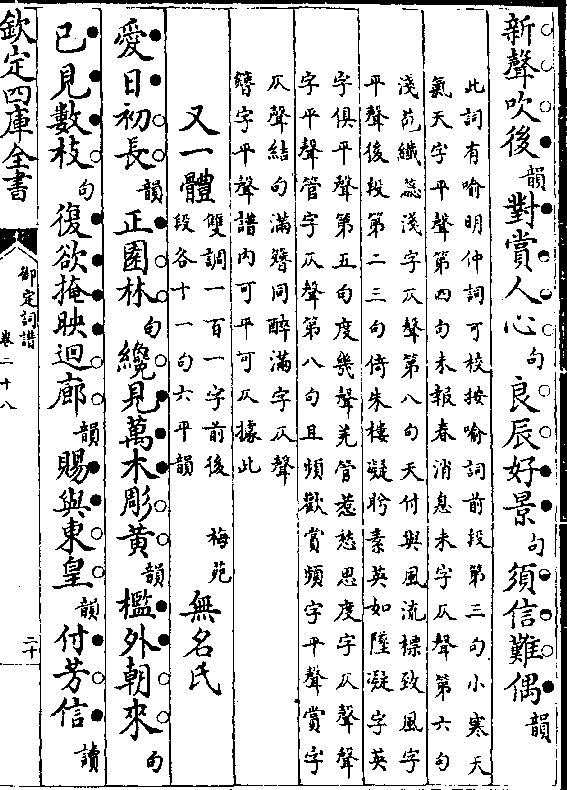 新聲吹後韻對賞人心句良辰好景句須信難偶韻
此詞有喻明仲詞可校按喻詞前段第三句小寒天
氣天字平聲第四句未報春消息未字仄聲第六句
淺苞纖蕊淺字仄聲第八句天付與風流標致風字
平聲後段第二三句倚朱樓凝盻素英如墜凝字英
字俱平聲第五句度幾聲羌管惹愁思度字仄聲聲
字平聲管字仄聲第八句且頻歡賞頻字平聲賞字
仄聲結句滿簪同醉滿字仄聲
簪字平聲譜內可平可仄據此
又一體
雙調一百一字前後
段各十一句六平韻
梅苑
無名氏
愛日初長韻正園林句纔見萬木彫黃韻檻外朝來句
已見數枝句復欲掩映迴廊韻賜與東皇韻付芳信讀
欽定四庫全書
御定詞譜
卷二十八
二十